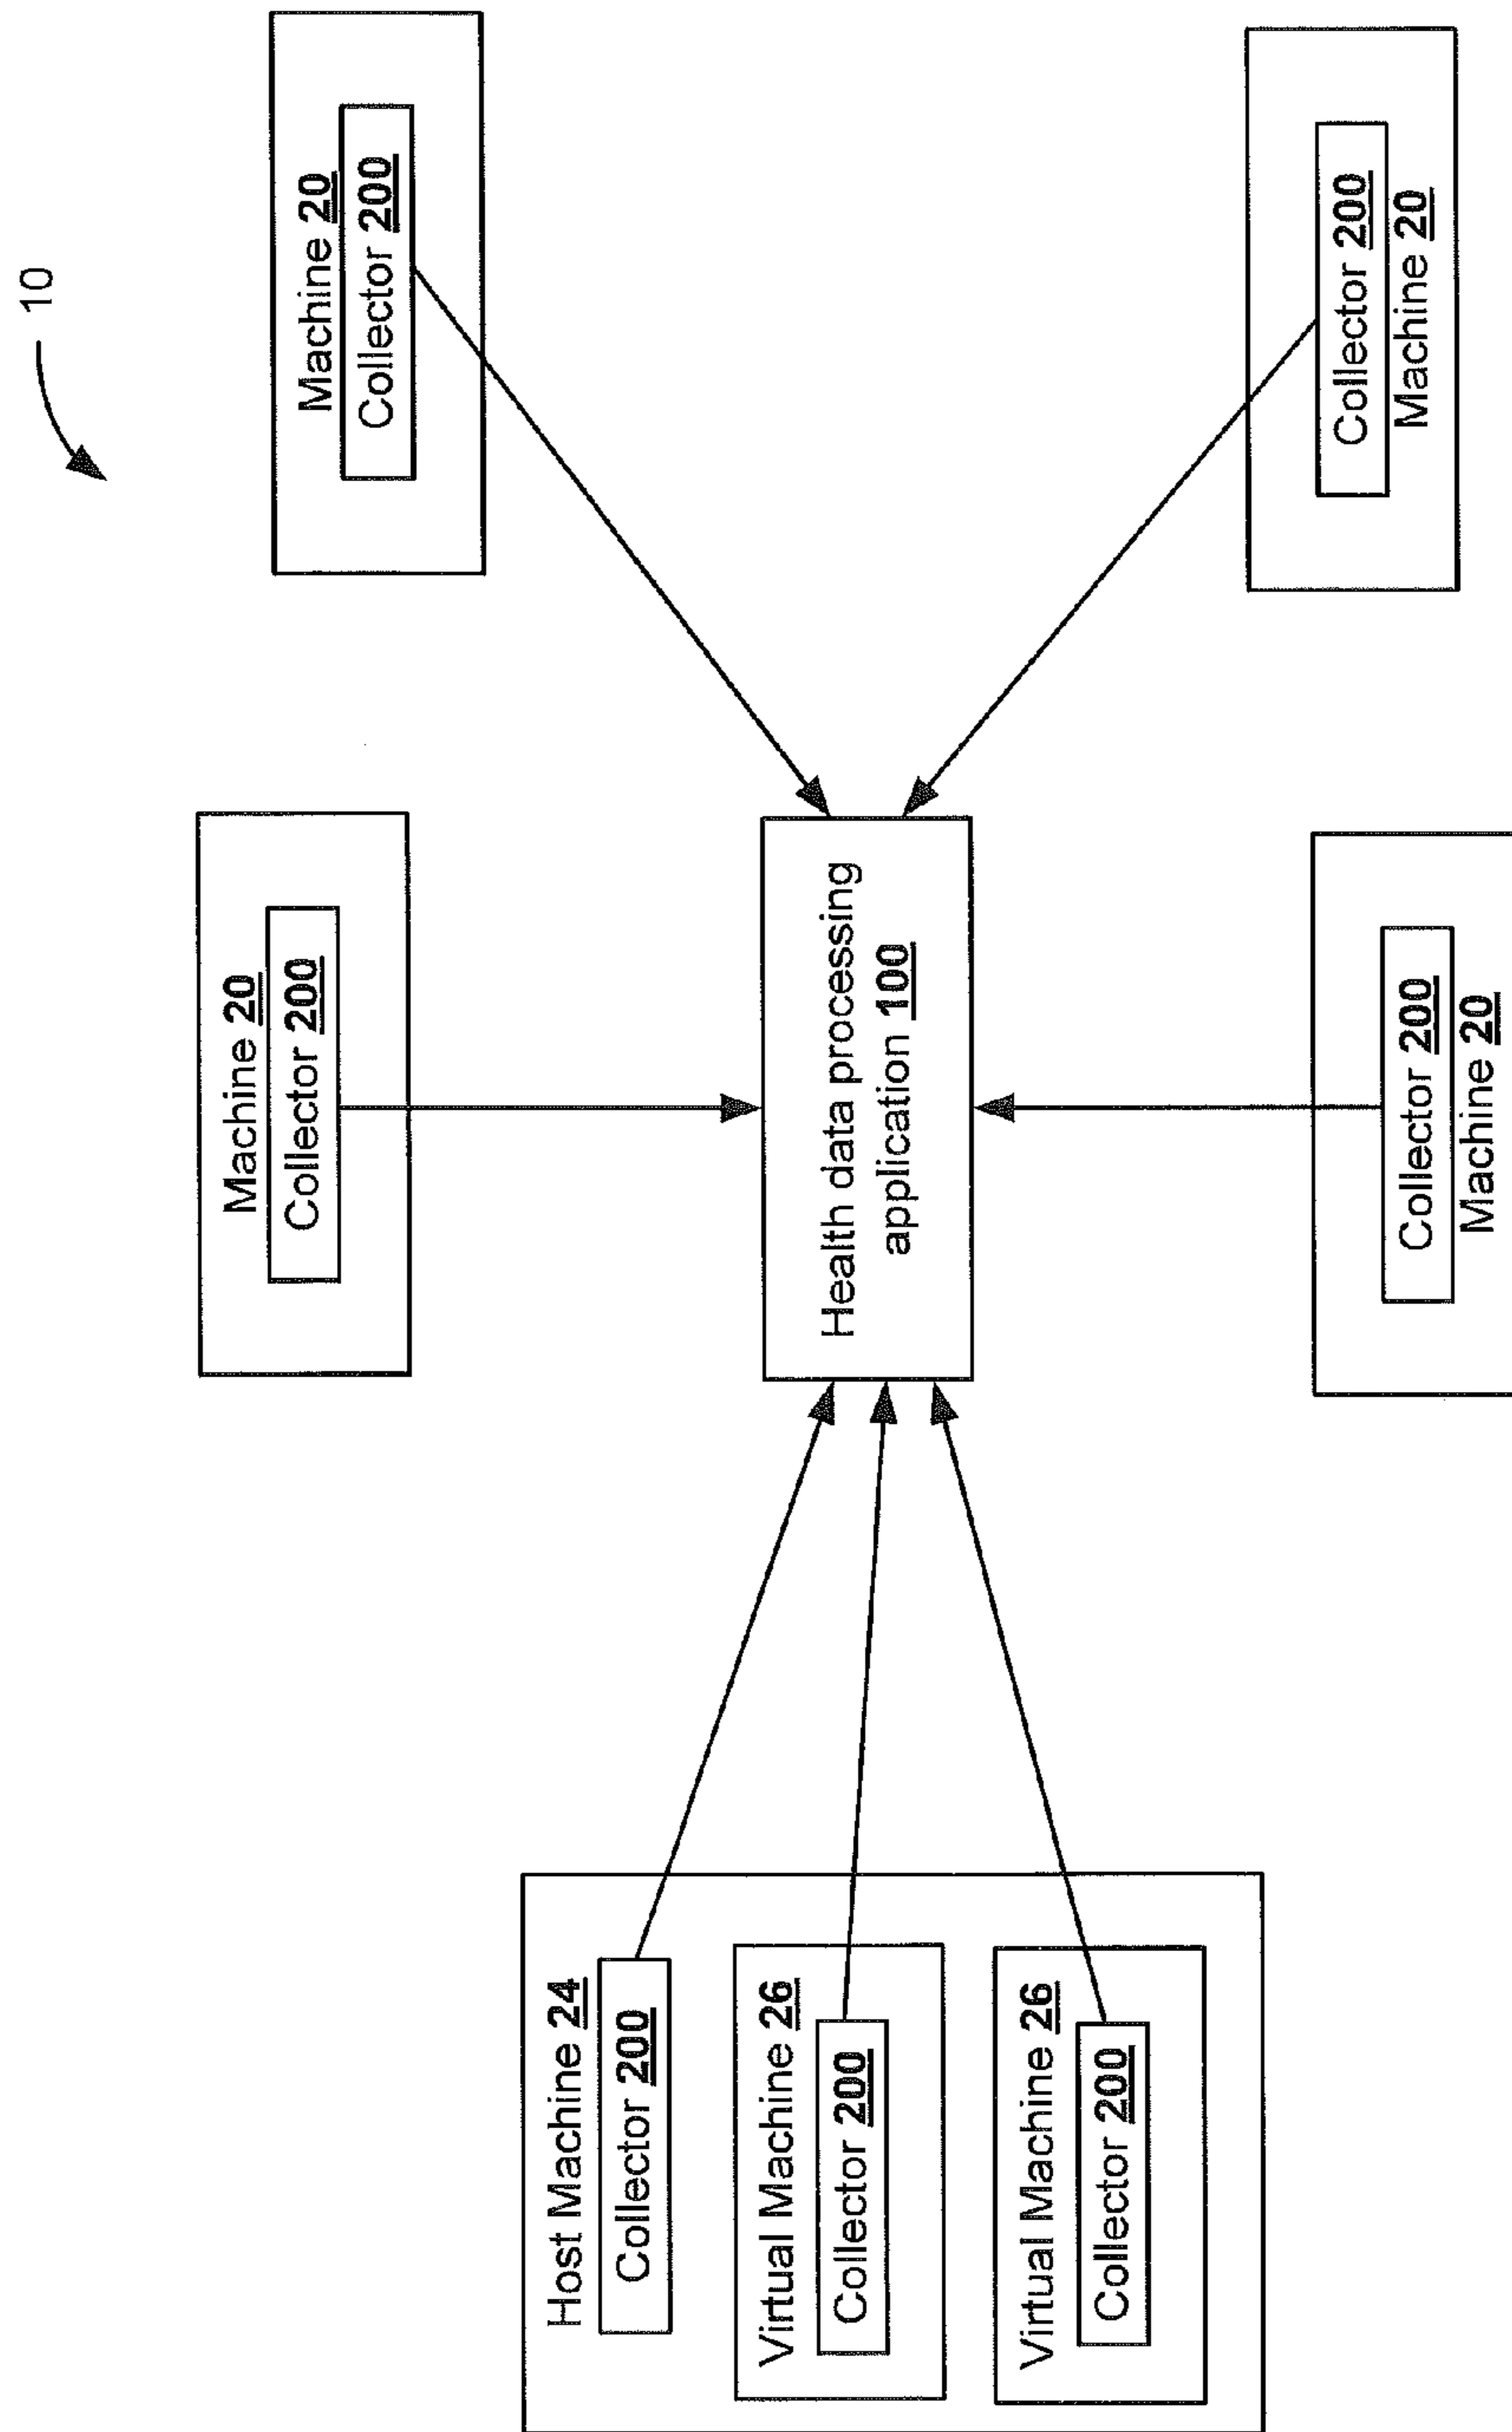 10
Machine 20
Collector 200
Machine 20
Collector 200
Host Machine 24
Collector 200
Virtual Machine 26
Collector 200
Virtual Machine 26
Collector 200
Health data processing
application 100
Collector 200
Machine 20
Collector 200
Machine 20